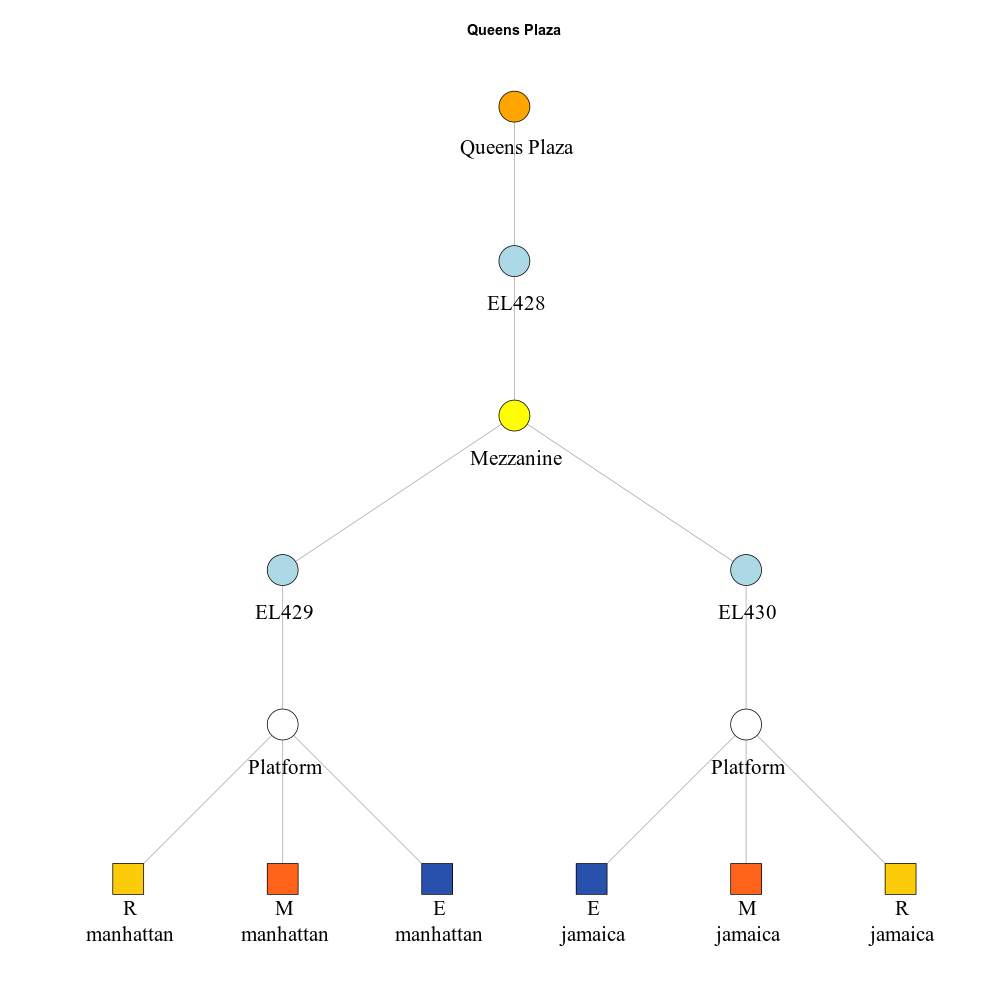 Queens Plaza
Queens Plaza
EL428
Mezzanine
EL429 EL430
Platform Platform
R M E E M R
manhattan manhattan manhattan jamaica jamaica jamaica